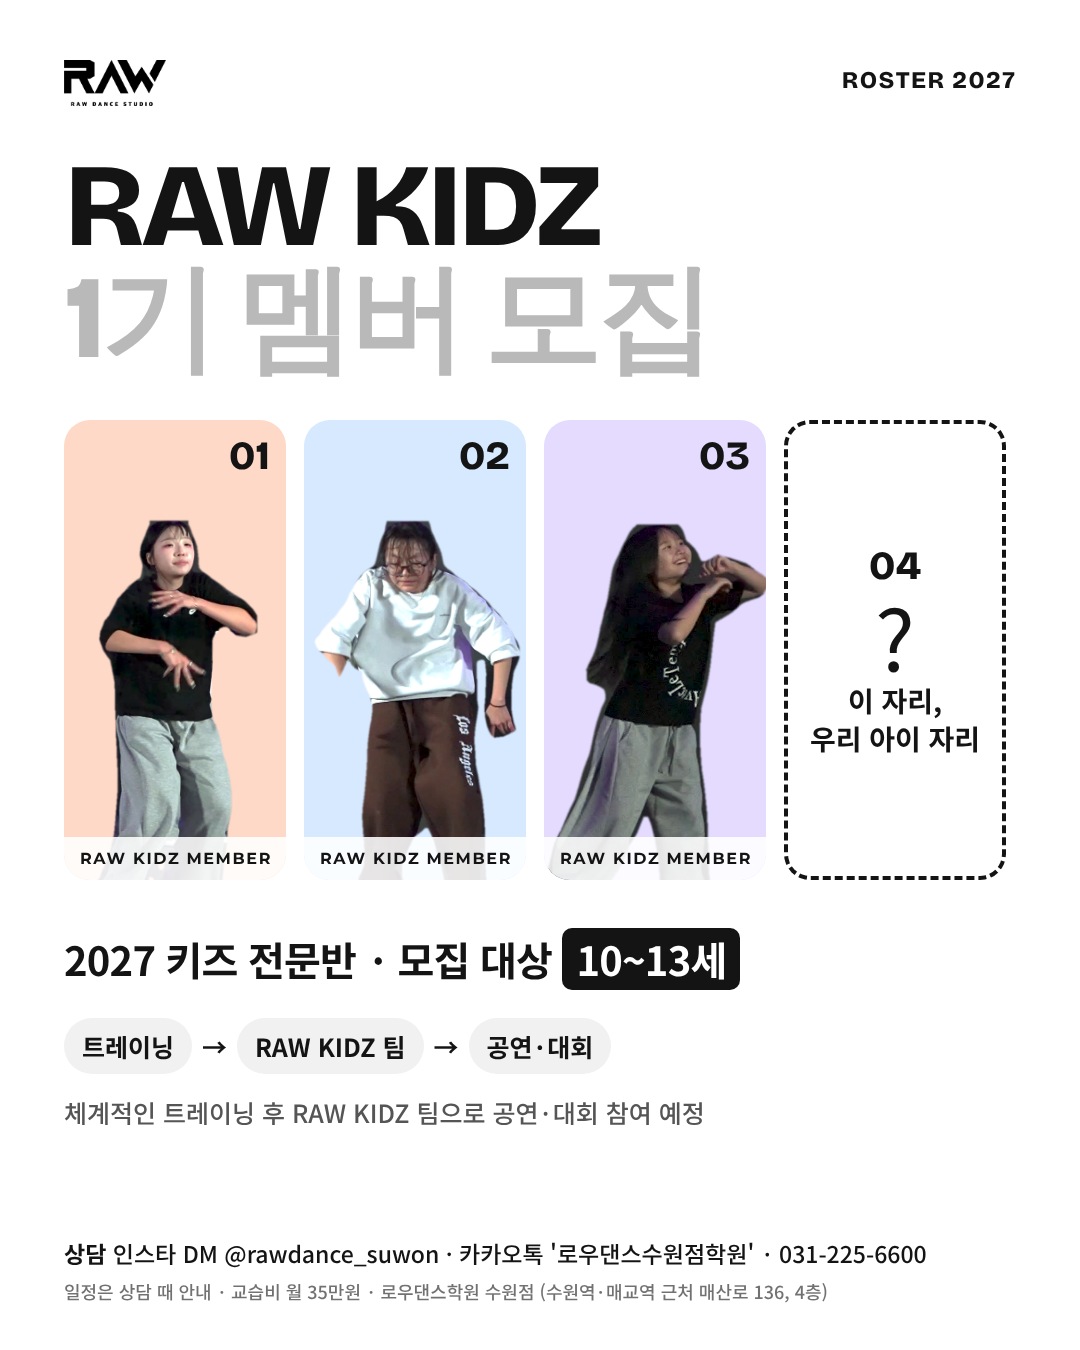 RAW
RAW DANCE STUDIO
ROSTER 2027
RAW KIDZ
1기 멤버 모집
01
02
03
04
?
이 자리,
우리 아이 자리
AvileTen
Los Angeles
RAW KIDZ MEMBER
RAW KIDZ MEMBER
RAW KIDZ MEMBER
2027 키즈 전문반 · 모집 대상 10~13세
트레이닝 → RAW KIDZ 팀 → 공연·대회
체계적인 트레이닝 후 RAW KIDZ 팀으로 공연·대회 참여 예정
상담 인스타 DM @rawdance_suwon · 카카오톡 '로우댄스수원점학원' · 031-225-6600
일정은 상담 때 안내 · 교습비 월 35만원 · 로우댄스학원 수원점 (수원역·매교역 근처 매산로 136, 4층)